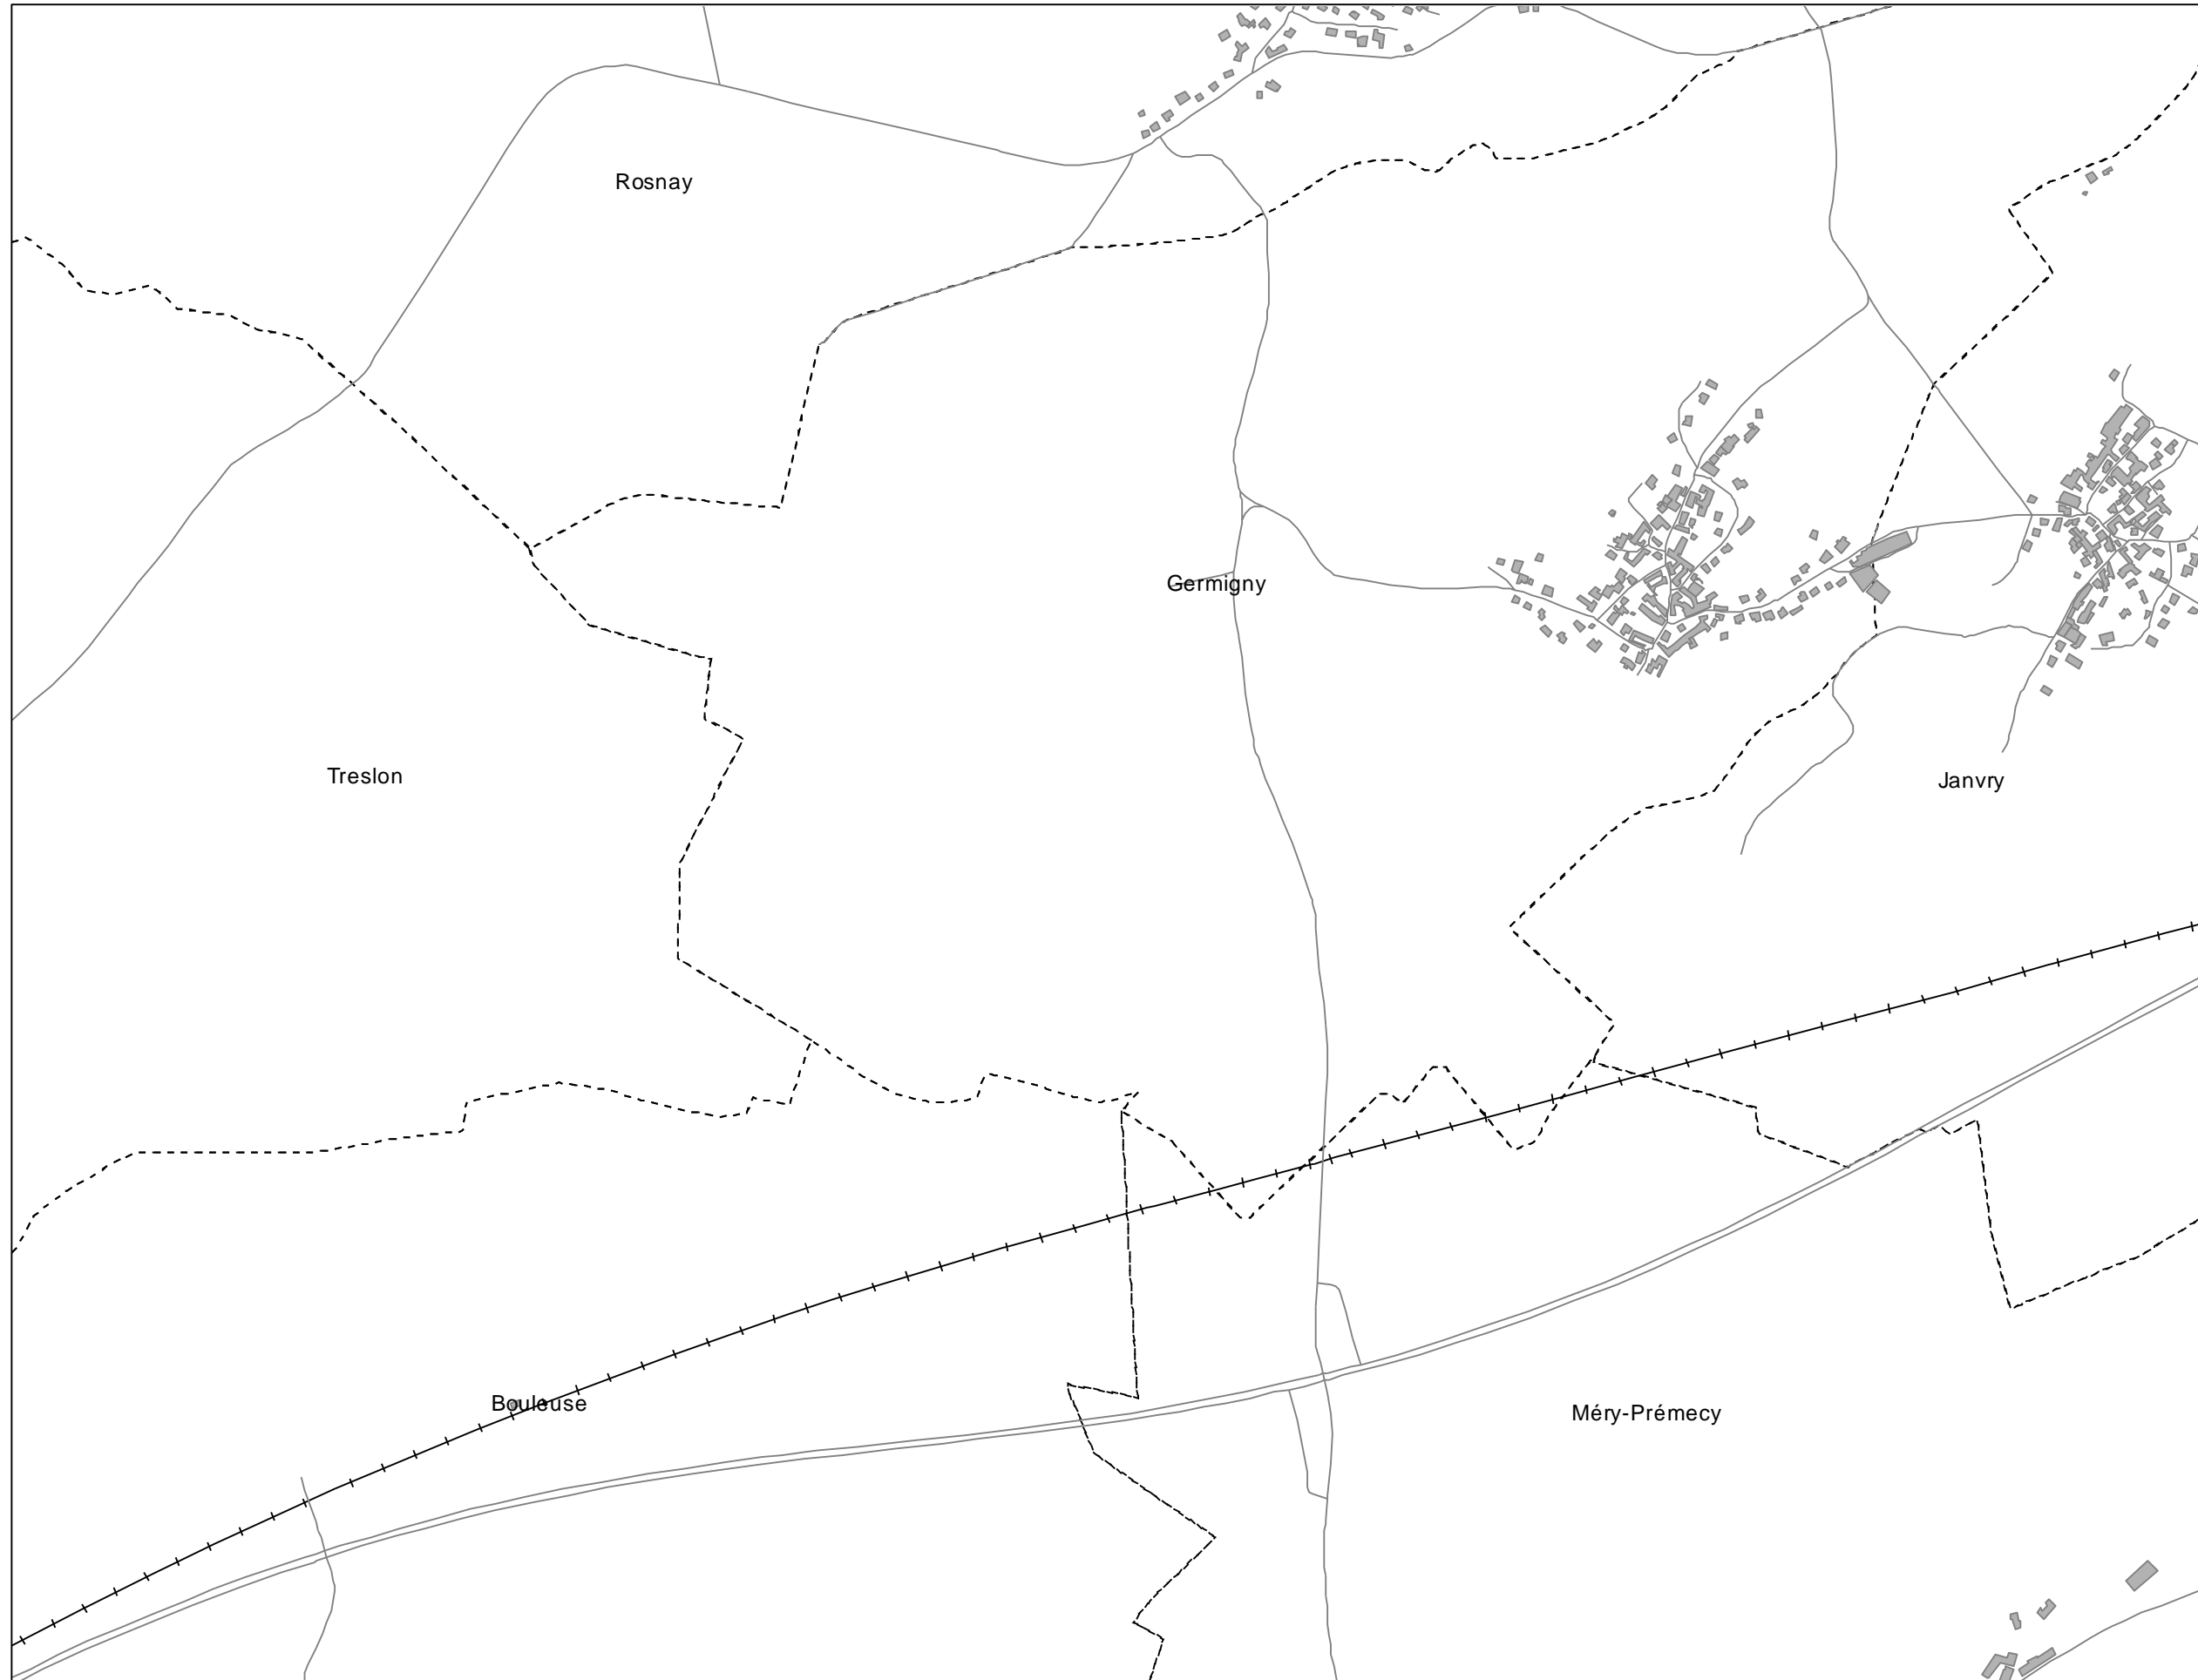 Rosnay
Germigny
Treslon
Janvry
Bouleuse
Méry-Prémecy